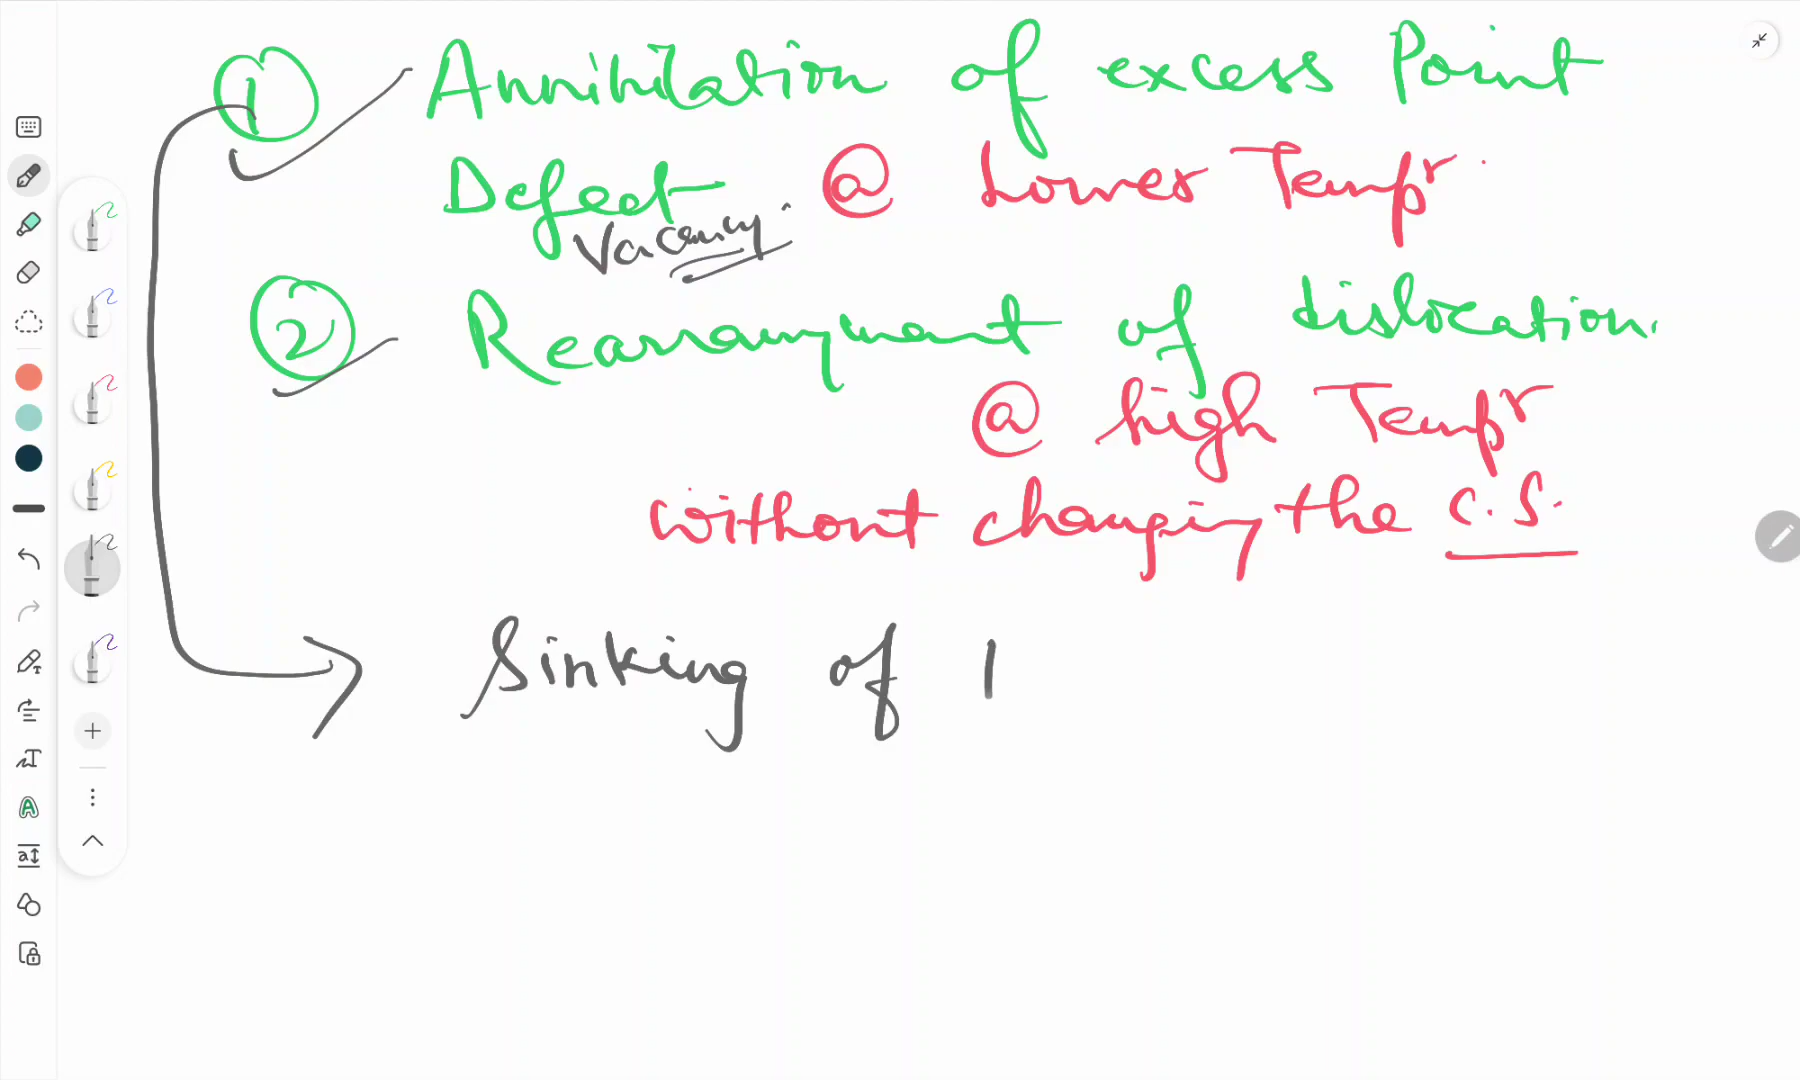 1 Annihilation of excess Point
Defect @ Lower Tempr.
Vacancy
2 Rearrangment of dislocation.
@ high Tempr
without changing the C.S.
Sinking of